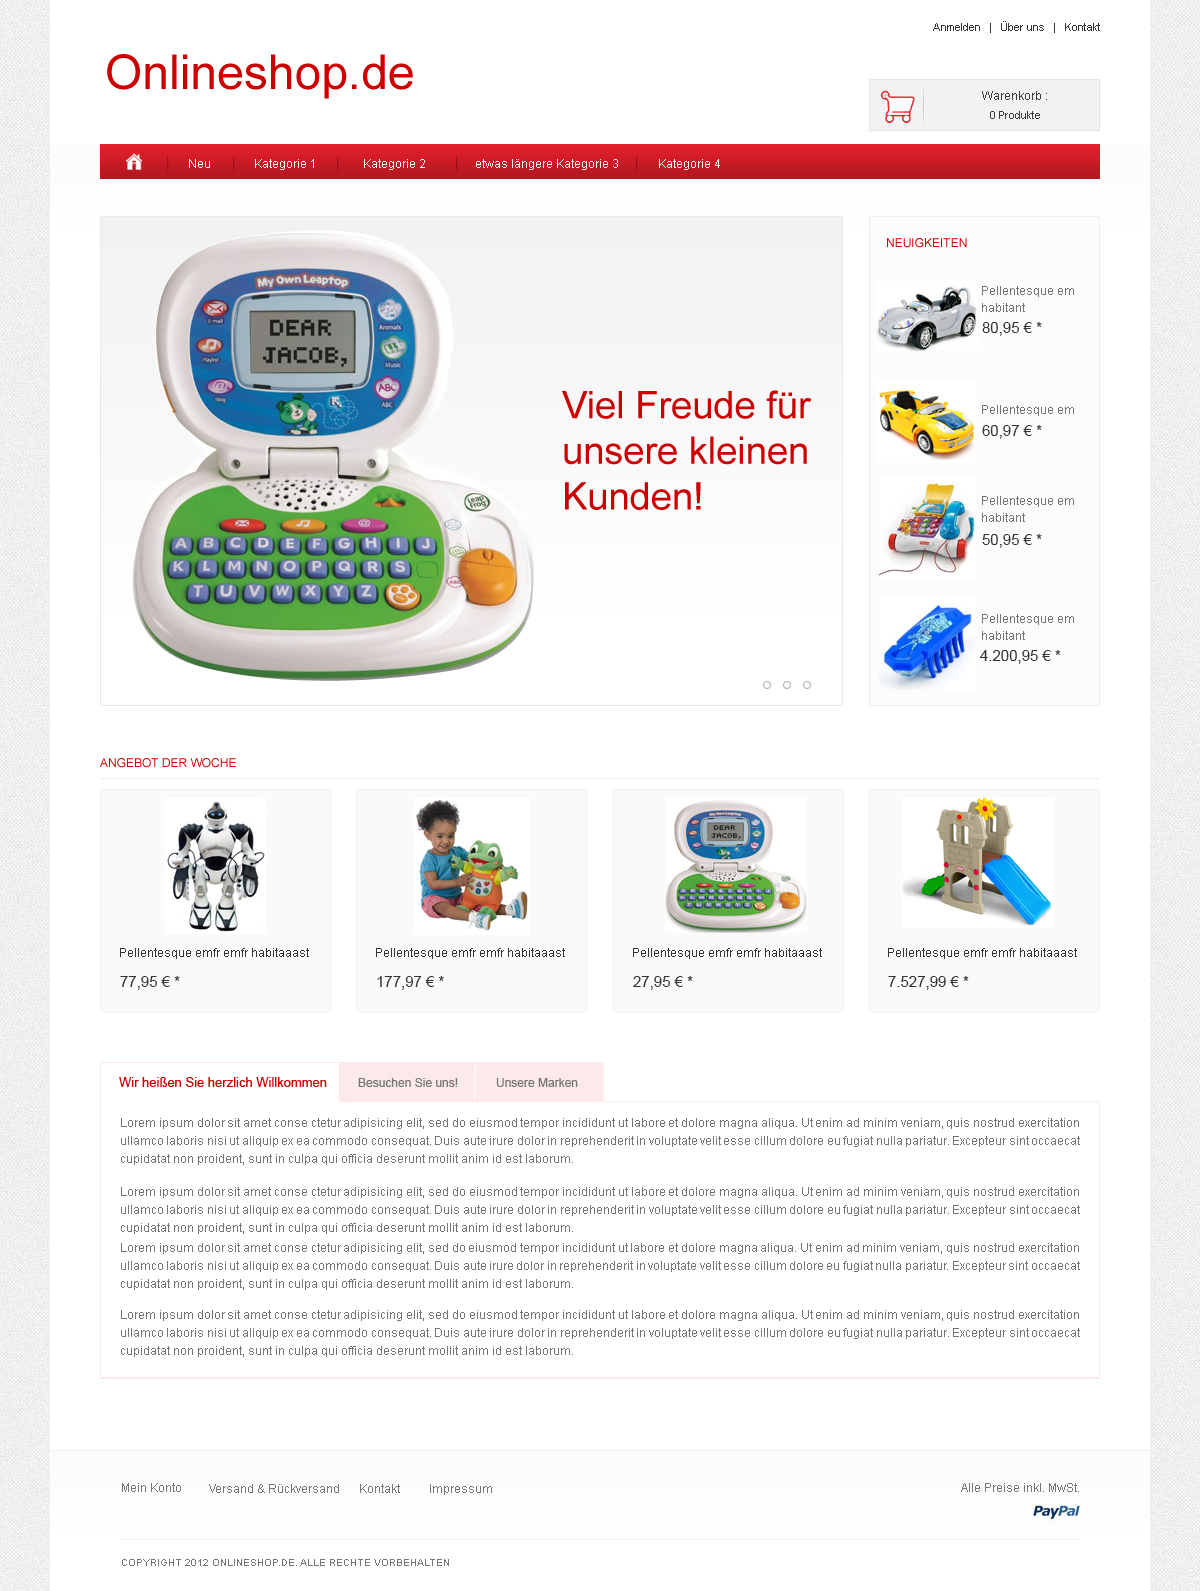 Anmelden | Über uns | Kontakt
Onlineshop.de
Warenkorb :
0 Produkte
Neu Kategorie 1 Kategorie 2 etwas längere Kategorie 3 Kategorie 4
My Own Leaptop
E-mail
Animals
DEAR
JACOB,
Playlist
Music
Blog
ABC
ABC
Viel Freude für
unsere kleinen
Kunden!
Leap
Frog
@
A B C D E F G H I J
K L M N O P Q R S
T U V W X Y Z
ABC
NEUIGKEITEN
Pellentesque em
habitant
80,95 € *
Pellentesque em
60,97 € *
Pellentesque em
habitant
50,95 € *
Pellentesque em
habitant
4.200,95 € *
ANGEBOT DER WOCHE
My Own Leaptop
DEAR
JACOB,
Pellentesque emfr emfr habitaaast
77,95 € *
Pellentesque emfr emfr habitaaast
177,97 € *
Pellentesque emfr emfr habitaaast
27,95 € *
Pellentesque emfr emfr habitaaast
7.527,99 € *
Wir heißen Sie herzlich Willkommen Besuchen Sie uns! Unsere Marken
Lorem ipsum dolor sit amet conse ctetur adipisicing elit, sed do eiusmod tempor incididunt ut labore et dolore magna aliqua. Ut enim ad minim veniam, quis nostrud exercitation
ullamco laboris nisi ut aliquip ex ea commodo consequat. Duis aute irure dolor in reprehenderit in voluptate velit esse cillum dolore eu fugiat nulla pariatur. Excepteur sint occaecat
cupidatat non proident, sunt in culpa qui officia deserunt mollit anim id est laborum.
Lorem ipsum dolor sit amet conse ctetur adipisicing elit, sed do eiusmod tempor incididunt ut labore et dolore magna aliqua. Ut enim ad minim veniam, quis nostrud exercitation
ullamco laboris nisi ut aliquip ex ea commodo consequat. Duis aute irure dolor in reprehenderit in voluptate velit esse cillum dolore eu fugiat nulla pariatur. Excepteur sint occaecat
cupidatat non proident, sunt in culpa qui officia deserunt mollit anim id est laborum.
Lorem ipsum dolor sit amet conse ctetur adipisicing elit, sed do eiusmod tempor incididunt ut labore et dolore magna aliqua. Ut enim ad minim veniam, quis nostrud exercitation
ullamco laboris nisi ut aliquip ex ea commodo consequat. Duis aute irure dolor in reprehenderit in voluptate velit esse cillum dolore eu fugiat nulla pariatur. Excepteur sint occaecat
cupidatat non proident, sunt in culpa qui officia deserunt mollit anim id est laborum.
Lorem ipsum dolor sit amet conse ctetur adipisicing elit, sed do eiusmod tempor incididunt ut labore et dolore magna aliqua. Ut enim ad minim veniam, quis nostrud exercitation
ullamco laboris nisi ut aliquip ex ea commodo consequat. Duis aute irure dolor in reprehenderit in voluptate velit esse cillum dolore eu fugiat nulla pariatur. Excepteur sint occaecat
cupidatat non proident, sunt in culpa qui officia deserunt mollit anim id est laborum.
Mein Konto Versand & Rückversand Kontakt Impressum
Alle Preise inkl. MwSt.
PayPal
COPYRIGHT 2012 ONLINESHOP.DE. ALLE RECHTE VORBEHALTEN